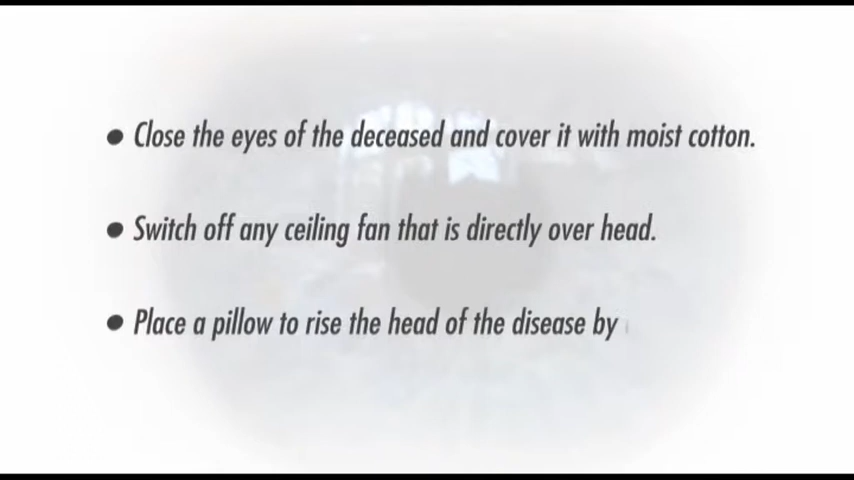 ● Close the eyes of the deceased and cover it with moist cotton.
● Switch off any ceiling fan that is directly over head.
● Place a pillow to rise the head of the disease by